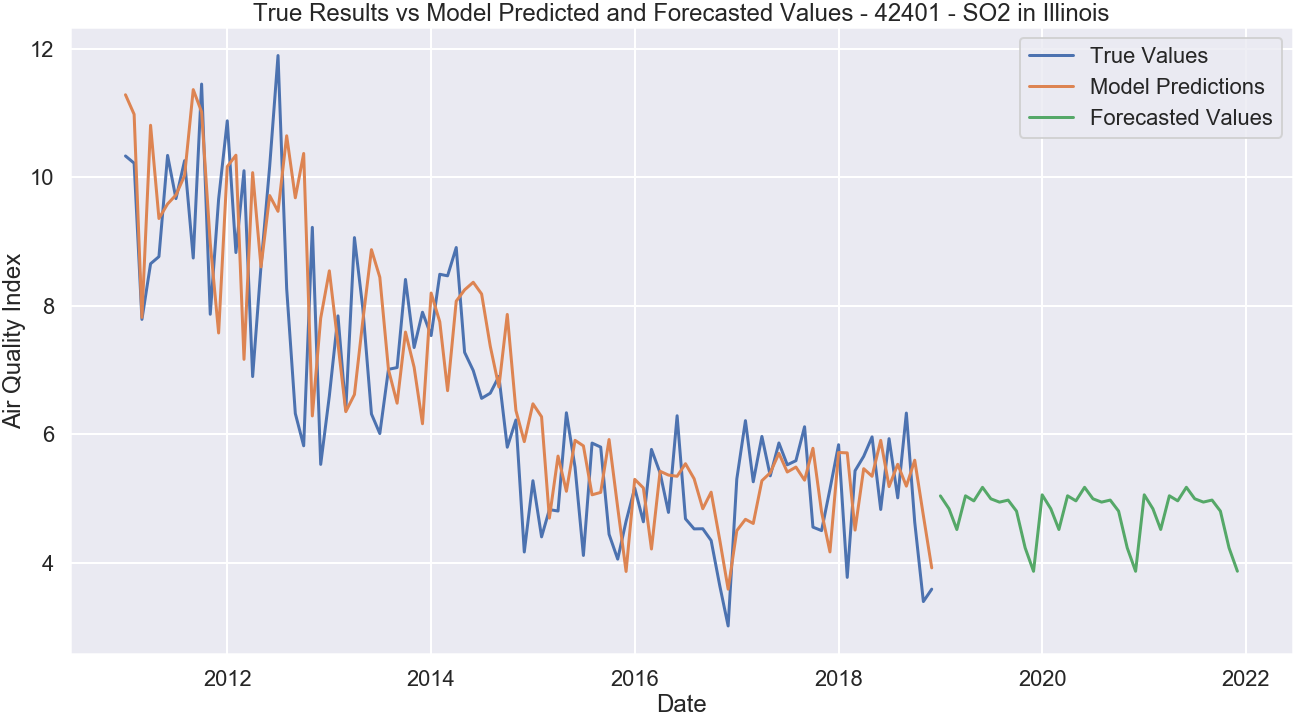 True Results vs Model Predicted and Forecasted Values - 42401 - SO2 in Illinois
True Values
Model Predictions
Forecasted Values
Air Quality Index
12
10
8
6
4
2012 2014 2016 2018 2020 2022
Date